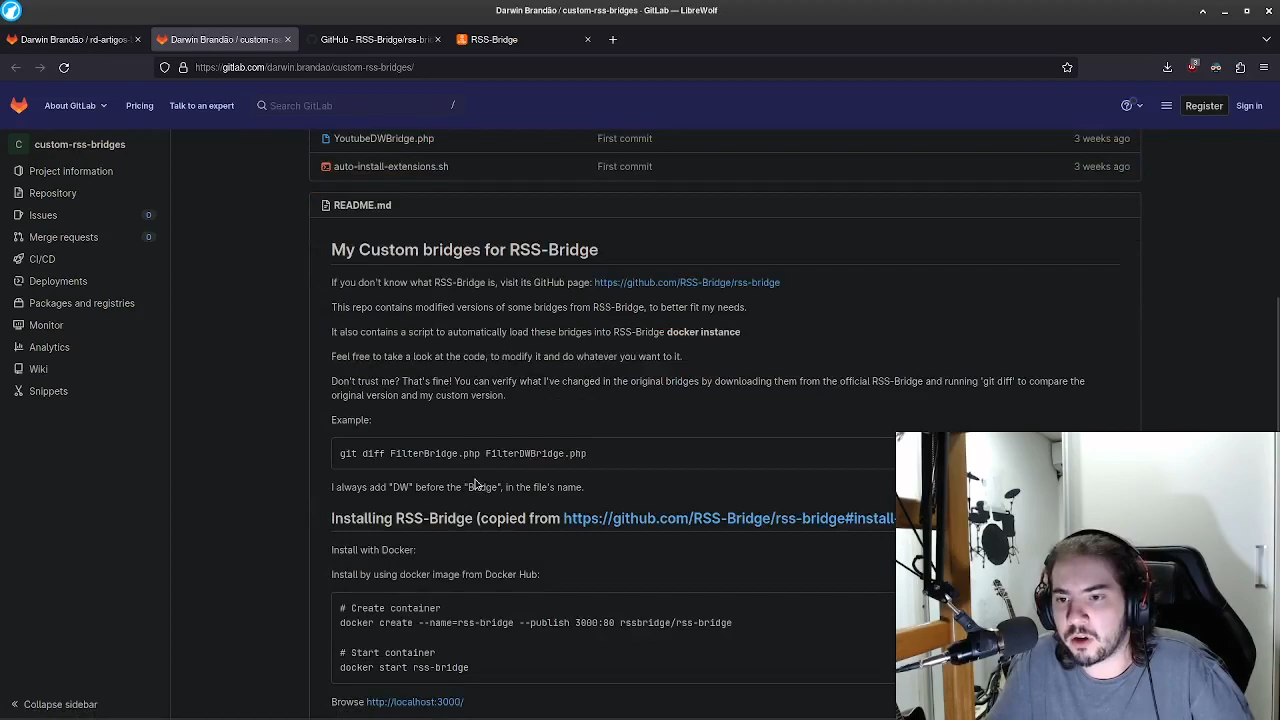 Darwin Brandão / custom-rss-bridges · GitLab — LibreWolf
Darwin Brandão / rd-artigos-
Darwin Brandão / custom-rs
GitHub - RSS-Bridge/rss-bri
RSS-Bridge
https://gitlab.com/darwin.brandao/custom-rss-bridges/
About GitLab
Pricing
Talk to an expert
Search GitLab
/
Register
Sign in
C custom-rss-bridges
Project information
Repository
Issues 0
Merge requests 0
CI/CD
Deployments
Packages and registries
Monitor
Analytics
Wiki
Snippets
Collapse sidebar
YoutubeDWBridge.php First commit 3 weeks ago
auto-install-extensions.sh First commit 3 weeks ago
README.md
My Custom bridges for RSS-Bridge
If you don't know what RSS-Bridge is, visit its GitHub page: https://github.com/RSS-Bridge/rss-bridge
This repo contains modified versions of some bridges from RSS-Bridge, to better fit my needs.
It also contains a script to automatically load these bridges into RSS-Bridge docker instance
Feel free to take a look at the code, to modify it and do whatever you want to it.
Don't trust me? That's fine! You can verify what I've changed in the original bridges by downloading them from the official RSS-Bridge and running 'git diff' to compare the
original version and my custom version.
Example:
git diff FilterBridge.php FilterDWBridge.php
I always add "DW" before the "Bridge", in the file's name.
Installing RSS-Bridge (copied from https://github.com/RSS-Bridge/rss-bridge#install-
Install with Docker:
Install by using docker image from Docker Hub:
# Create container
docker create --name=rss-bridge --publish 3000:80 rssbridge/rss-bridge
# Start container
docker start rss-bridge
Browse http://localhost:3000/